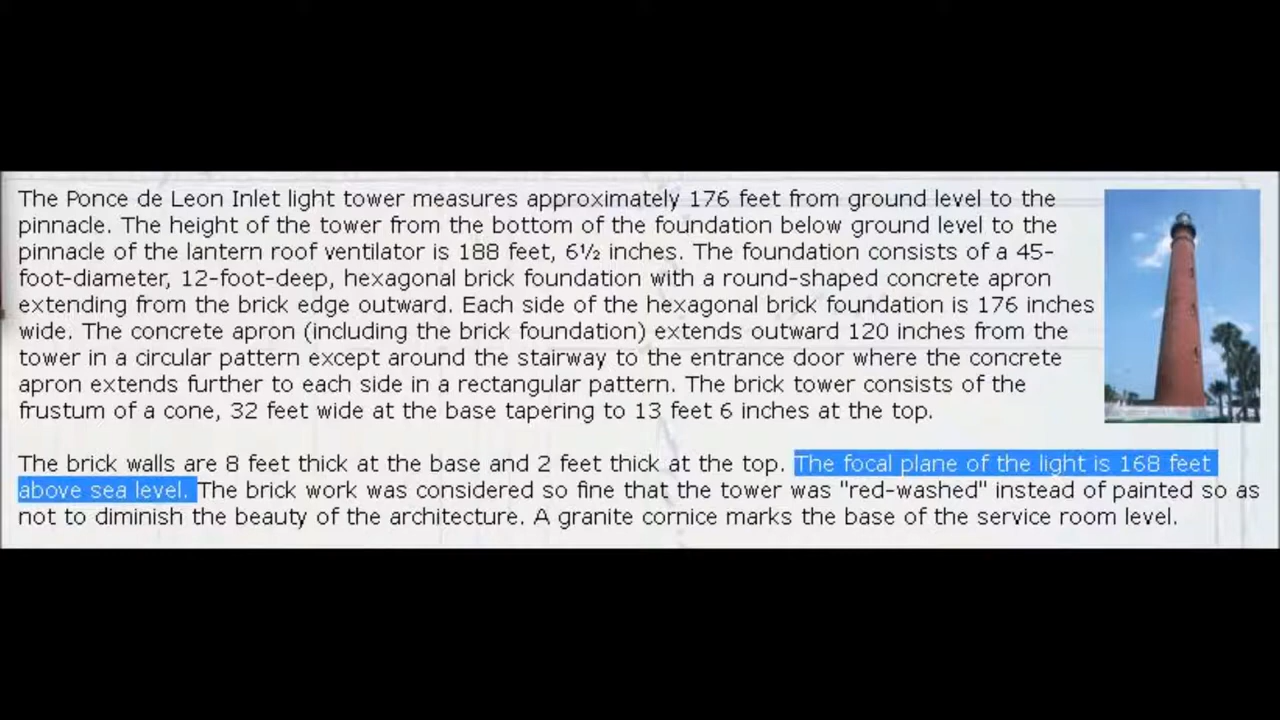 The Ponce de Leon Inlet light tower measures approximately 176 feet from ground level to the
pinnacle. The height of the tower from the bottom of the foundation below ground level to the
pinnacle of the lantern roof ventilator is 188 feet, 6½ inches. The foundation consists of a 45-
foot-diameter, 12-foot-deep, hexagonal brick foundation with a round-shaped concrete apron
extending from the brick edge outward. Each side of the hexagonal brick foundation is 176 inches
wide. The concrete apron (including the brick foundation) extends outward 120 inches from the
tower in a circular pattern except around the stairway to the entrance door where the concrete
apron extends further to each side in a rectangular pattern. The brick tower consists of the
frustum of a cone, 32 feet wide at the base tapering to 13 feet 6 inches at the top.
The brick walls are 8 feet thick at the base and 2 feet thick at the top. The focal plane of the light is 168 feet
above sea level. The brick work was considered so fine that the tower was "red-washed" instead of painted so as
not to diminish the beauty of the architecture. A granite cornice marks the base of the service room level.